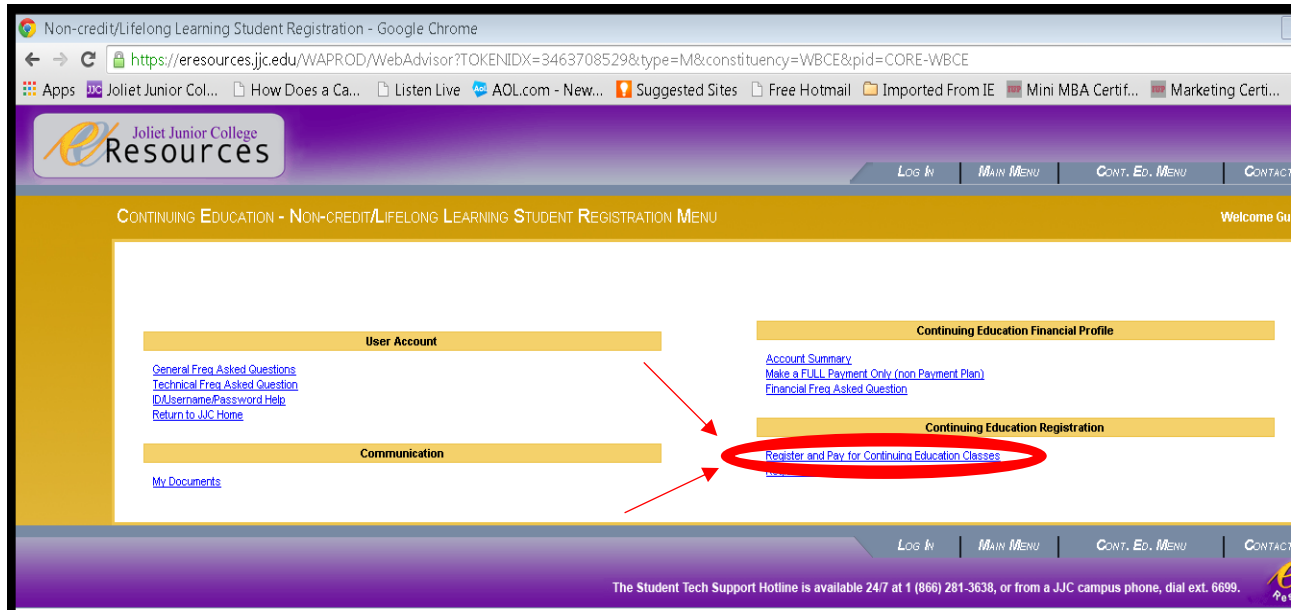 Non-credit/Lifelong Learning Student Registration - Google Chrome
https://eresources.jjc.edu/WAPROD/WebAdvisor?TOKENIDX=3463708529&type=M&constituency=WBCE&pid=CORE-WBCE
Apps JJC Joliet Junior Col... How Does a Ca... Listen Live Aol. AOL.com - New... Suggested Sites Free Hotmail Imported From IE Mini MBA Certif... Marketing Certi...
Joliet Junior College
eResources
Log In Main Menu Cont. Ed. Menu Contact
Continuing Education - Non-credit/Lifelong Learning Student Registration Menu Welcome Gu
User Account
General Freq Asked Questions
Technical Freq Asked Question
ID/Username/Password Help
Return to JJC Home
Communication
My Documents
Continuing Education Financial Profile
Account Summary
Make a FULL Payment Only (non Payment Plan)
Financial Freq Asked Question
Continuing Education Registration
Register and Pay for Continuing Education Classes
Log In Main Menu Cont. Ed. Menu Contact
The Student Tech Support Hotline is available 24/7 at 1 (866) 281-3638, or from a JJC campus phone, dial ext. 6699.